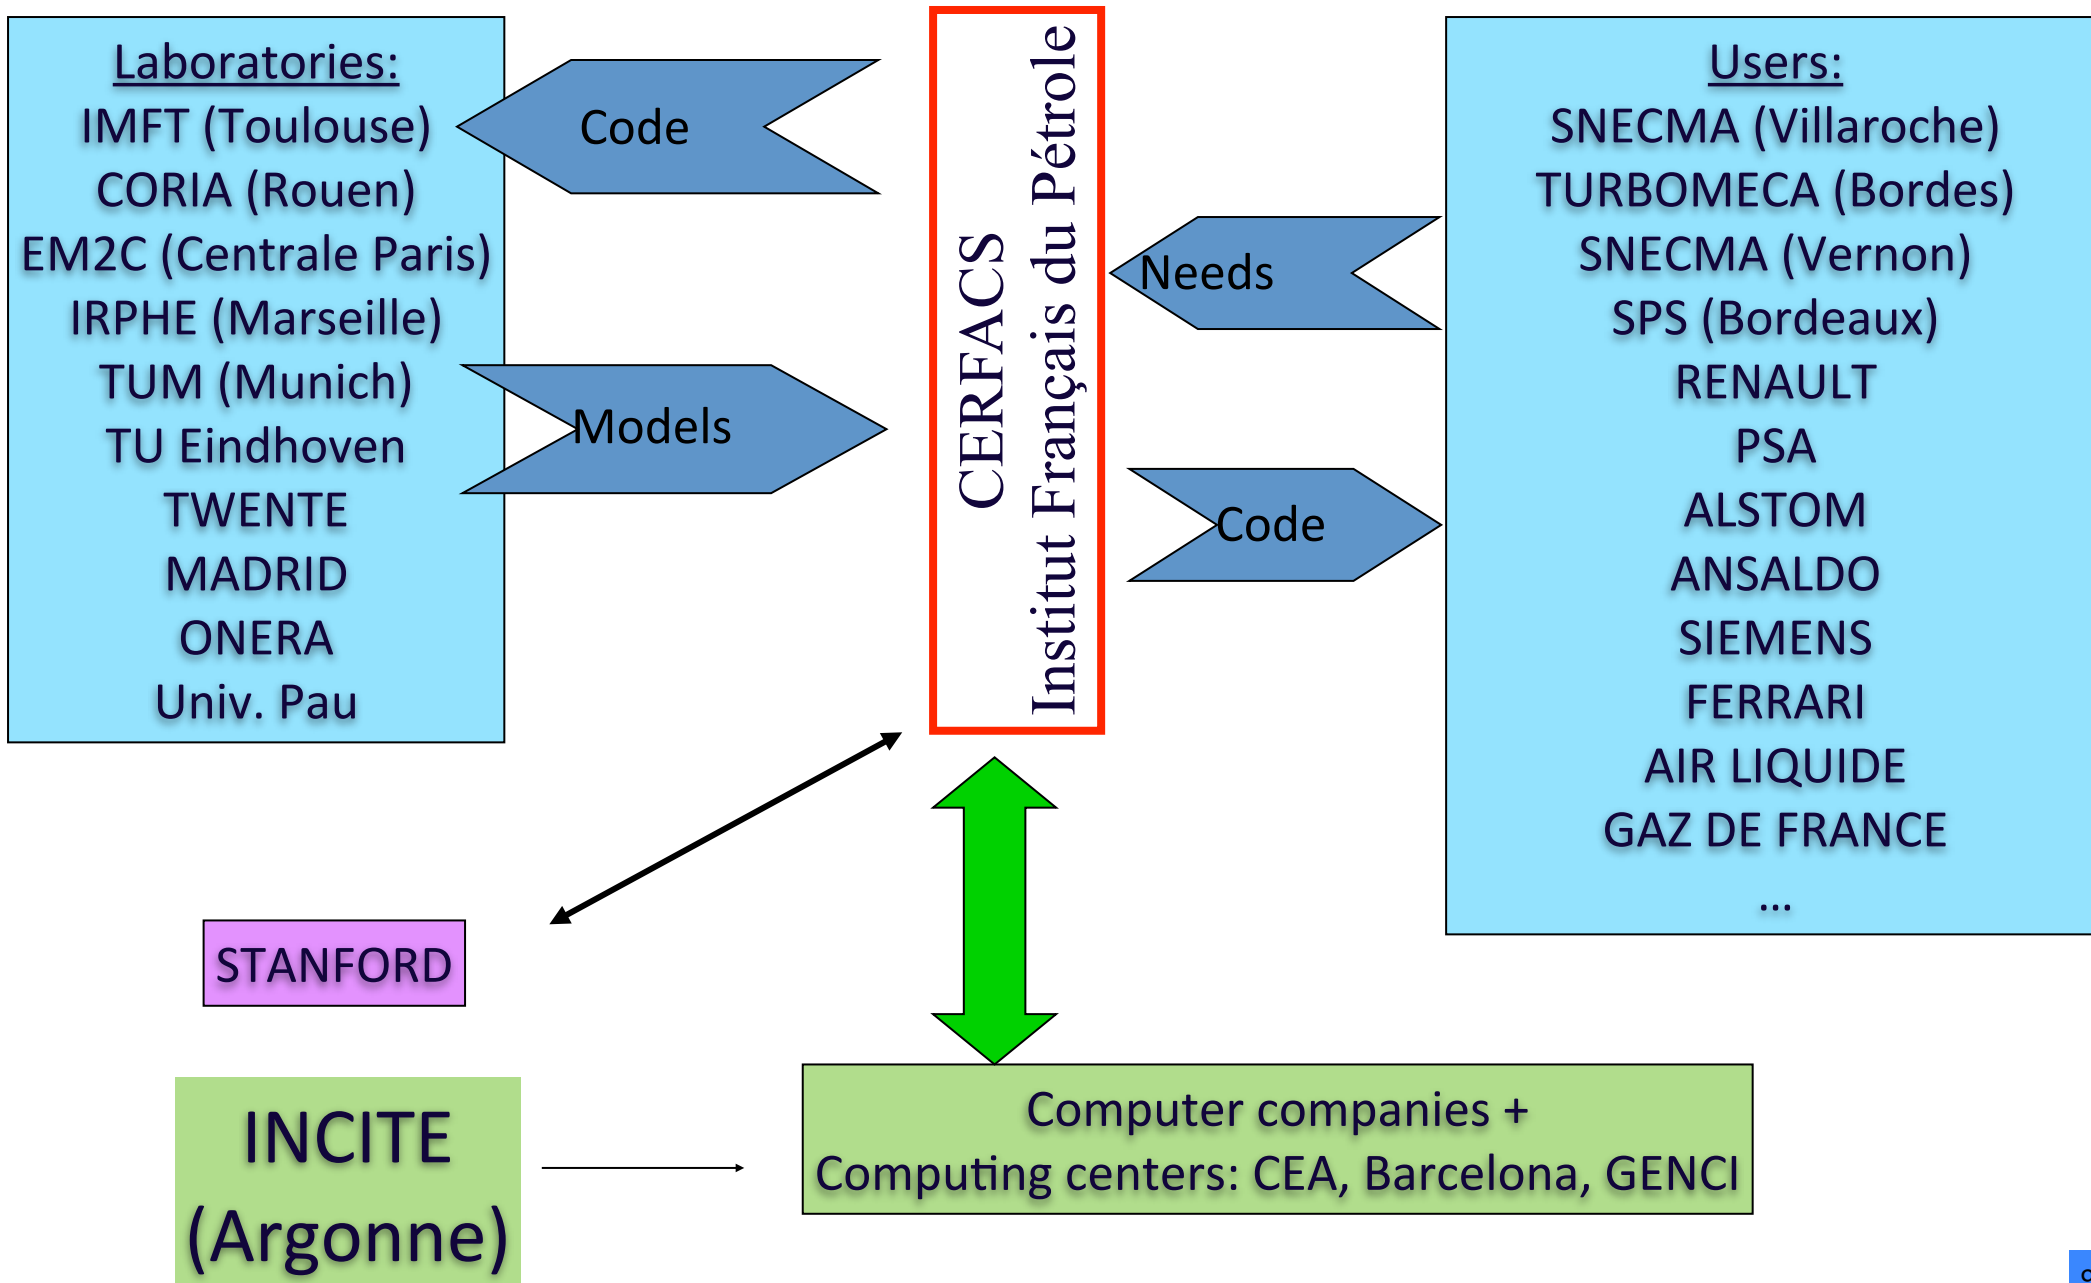 Laboratories:
IMFT (Toulouse)
CORIA (Rouen)
EM2C (Centrale Paris)
IRPHE (Marseille)
TUM (Munich)
TU Eindhoven
TWENTE
MADRID
ONERA
Univ. Pau
Code
Models
CERFACS
Institut Français du Pétrole
Needs
Code
Users:
SNECMA (Villaroche)
TURBOMECA (Bordes)
SNECMA (Vernon)
SPS (Bordeaux)
RENAULT
PSA
ALSTOM
ANSALDO
SIEMENS
FERRARI
AIR LIQUIDE
GAZ DE FRANCE
...
STANFORD
INCITE
(Argonne)
Computer companies +
Computing centers: CEA, Barcelona, GENCI